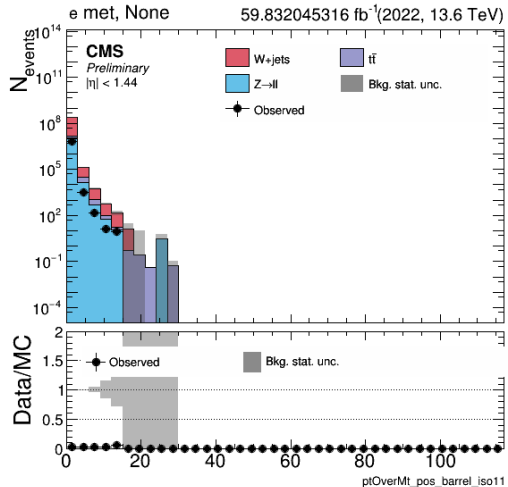 e met, None
59.832045316 fb⁻¹(2022, 13.6 TeV)
N_events
10¹⁴
10¹¹
10⁸
10⁵
10²
10⁻¹
10⁻⁴
CMS
Preliminary
|η| < 1.44
W+jets
tt̄
Z→ll
Bkg. stat. unc.
Observed
Data/MC
2
1.5
1
0.5
0
Observed
Bkg. stat. unc.
0
20
40
60
80
100
ptOverMt_pos_barrel_iso11